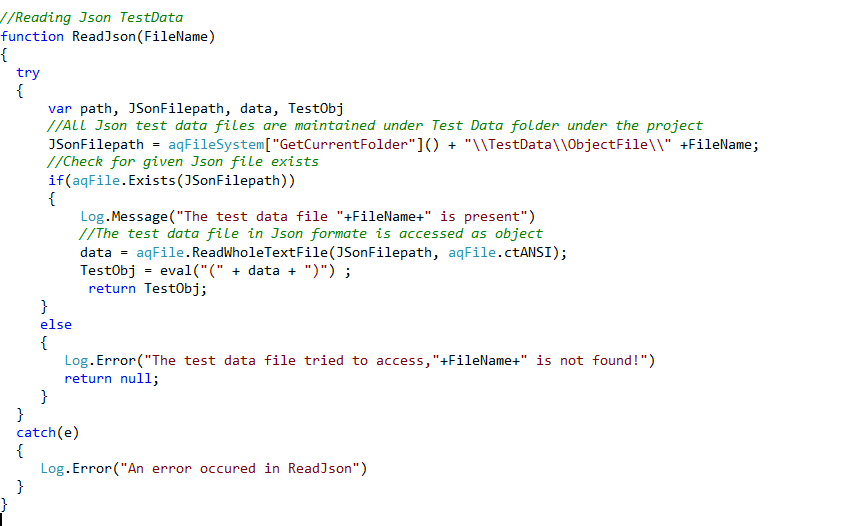 //Reading Json TestData
function ReadJson(FileName)
{
  try
  {
      var path, JSonFilepath, data, TestObj
      //All Json test data files are maintained under Test Data folder under the project
      JSonFilepath = aqFileSystem["GetCurrentFolder"]() + "\\TestData\\ObjectFile\\" +FileName;
      //Check for given Json file exists
      if(aqFile.Exists(JSonFilepath))
      {
          Log.Message("The test data file "+FileName+" is present")
          //The test data file in Json formate is accessed as object
          data = aqFile.ReadWholeTextFile(JSonFilepath, aqFile.ctANSI);
          TestObj = eval("(" + data + ")") ;
           return TestObj;
     }
     else
     {
        Log.Error("The test data file tried to access,"+FileName+" is not found!")
        return null;
     }
  }
  catch(e)
  {
     Log.Error("An error occured in ReadJson")
  }
}